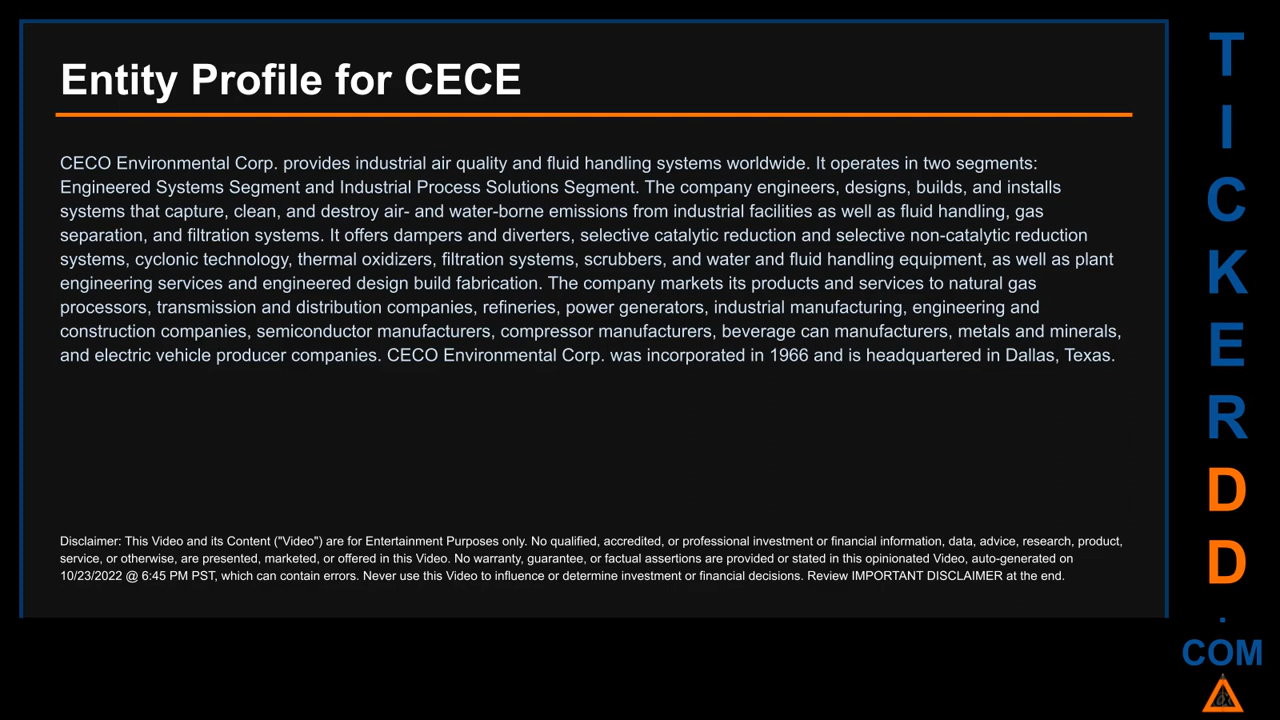 Entity Profile for CECE
CECO Environmental Corp. provides industrial air quality and fluid handling systems worldwide. It operates in two segments:
Engineered Systems Segment and Industrial Process Solutions Segment. The company engineers, designs, builds, and installs
systems that capture, clean, and destroy air- and water-borne emissions from industrial facilities as well as fluid handling, gas
separation, and filtration systems. It offers dampers and diverters, selective catalytic reduction and selective non-catalytic reduction
systems, cyclonic technology, thermal oxidizers, filtration systems, scrubbers, and water and fluid handling equipment, as well as plant
engineering services and engineered design build fabrication. The company markets its products and services to natural gas
processors, transmission and distribution companies, refineries, power generators, industrial manufacturing, engineering and
construction companies, semiconductor manufacturers, compressor manufacturers, beverage can manufacturers, metals and minerals,
and electric vehicle producer companies. CECO Environmental Corp. was incorporated in 1966 and is headquartered in Dallas, Texas.
Disclaimer: This Video and its Content ("Video") are for Entertainment Purposes only. No qualified, accredited, or professional investment or financial information, data, advice, research, product,
service, or otherwise, are presented, marketed, or offered in this Video. No warranty, guarantee, or factual assertions are provided or stated in this opinionated Video, auto-generated on
10/23/2022 @ 6:45 PM PST, which can contain errors. Never use this Video to influence or determine investment or financial decisions. Review IMPORTANT DISCLAIMER at the end.
T
I
C
K
E
R
D
D
.
COM